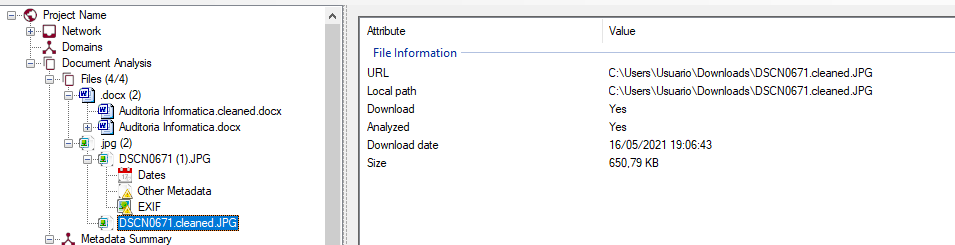 Project Name
Network
Domains
Document Analysis
Files (4/4)
.docx (2)
Auditoria Informatica.cleaned.docx
Auditoria Informatica.docx
.jpg (2)
DSCN0671 (1).JPG
Dates
Other Metadata
EXIF
DSCN0671.cleaned.JPG
Metadata Summary
Attribute Value
File Information
URL C:\Users\Usuario\Downloads\DSCN0671.cleaned.JPG
Local path C:\Users\Usuario\Downloads\DSCN0671.cleaned.JPG
Download Yes
Analyzed Yes
Download date 16/05/2021 19:06:43
Size 650,79 KB